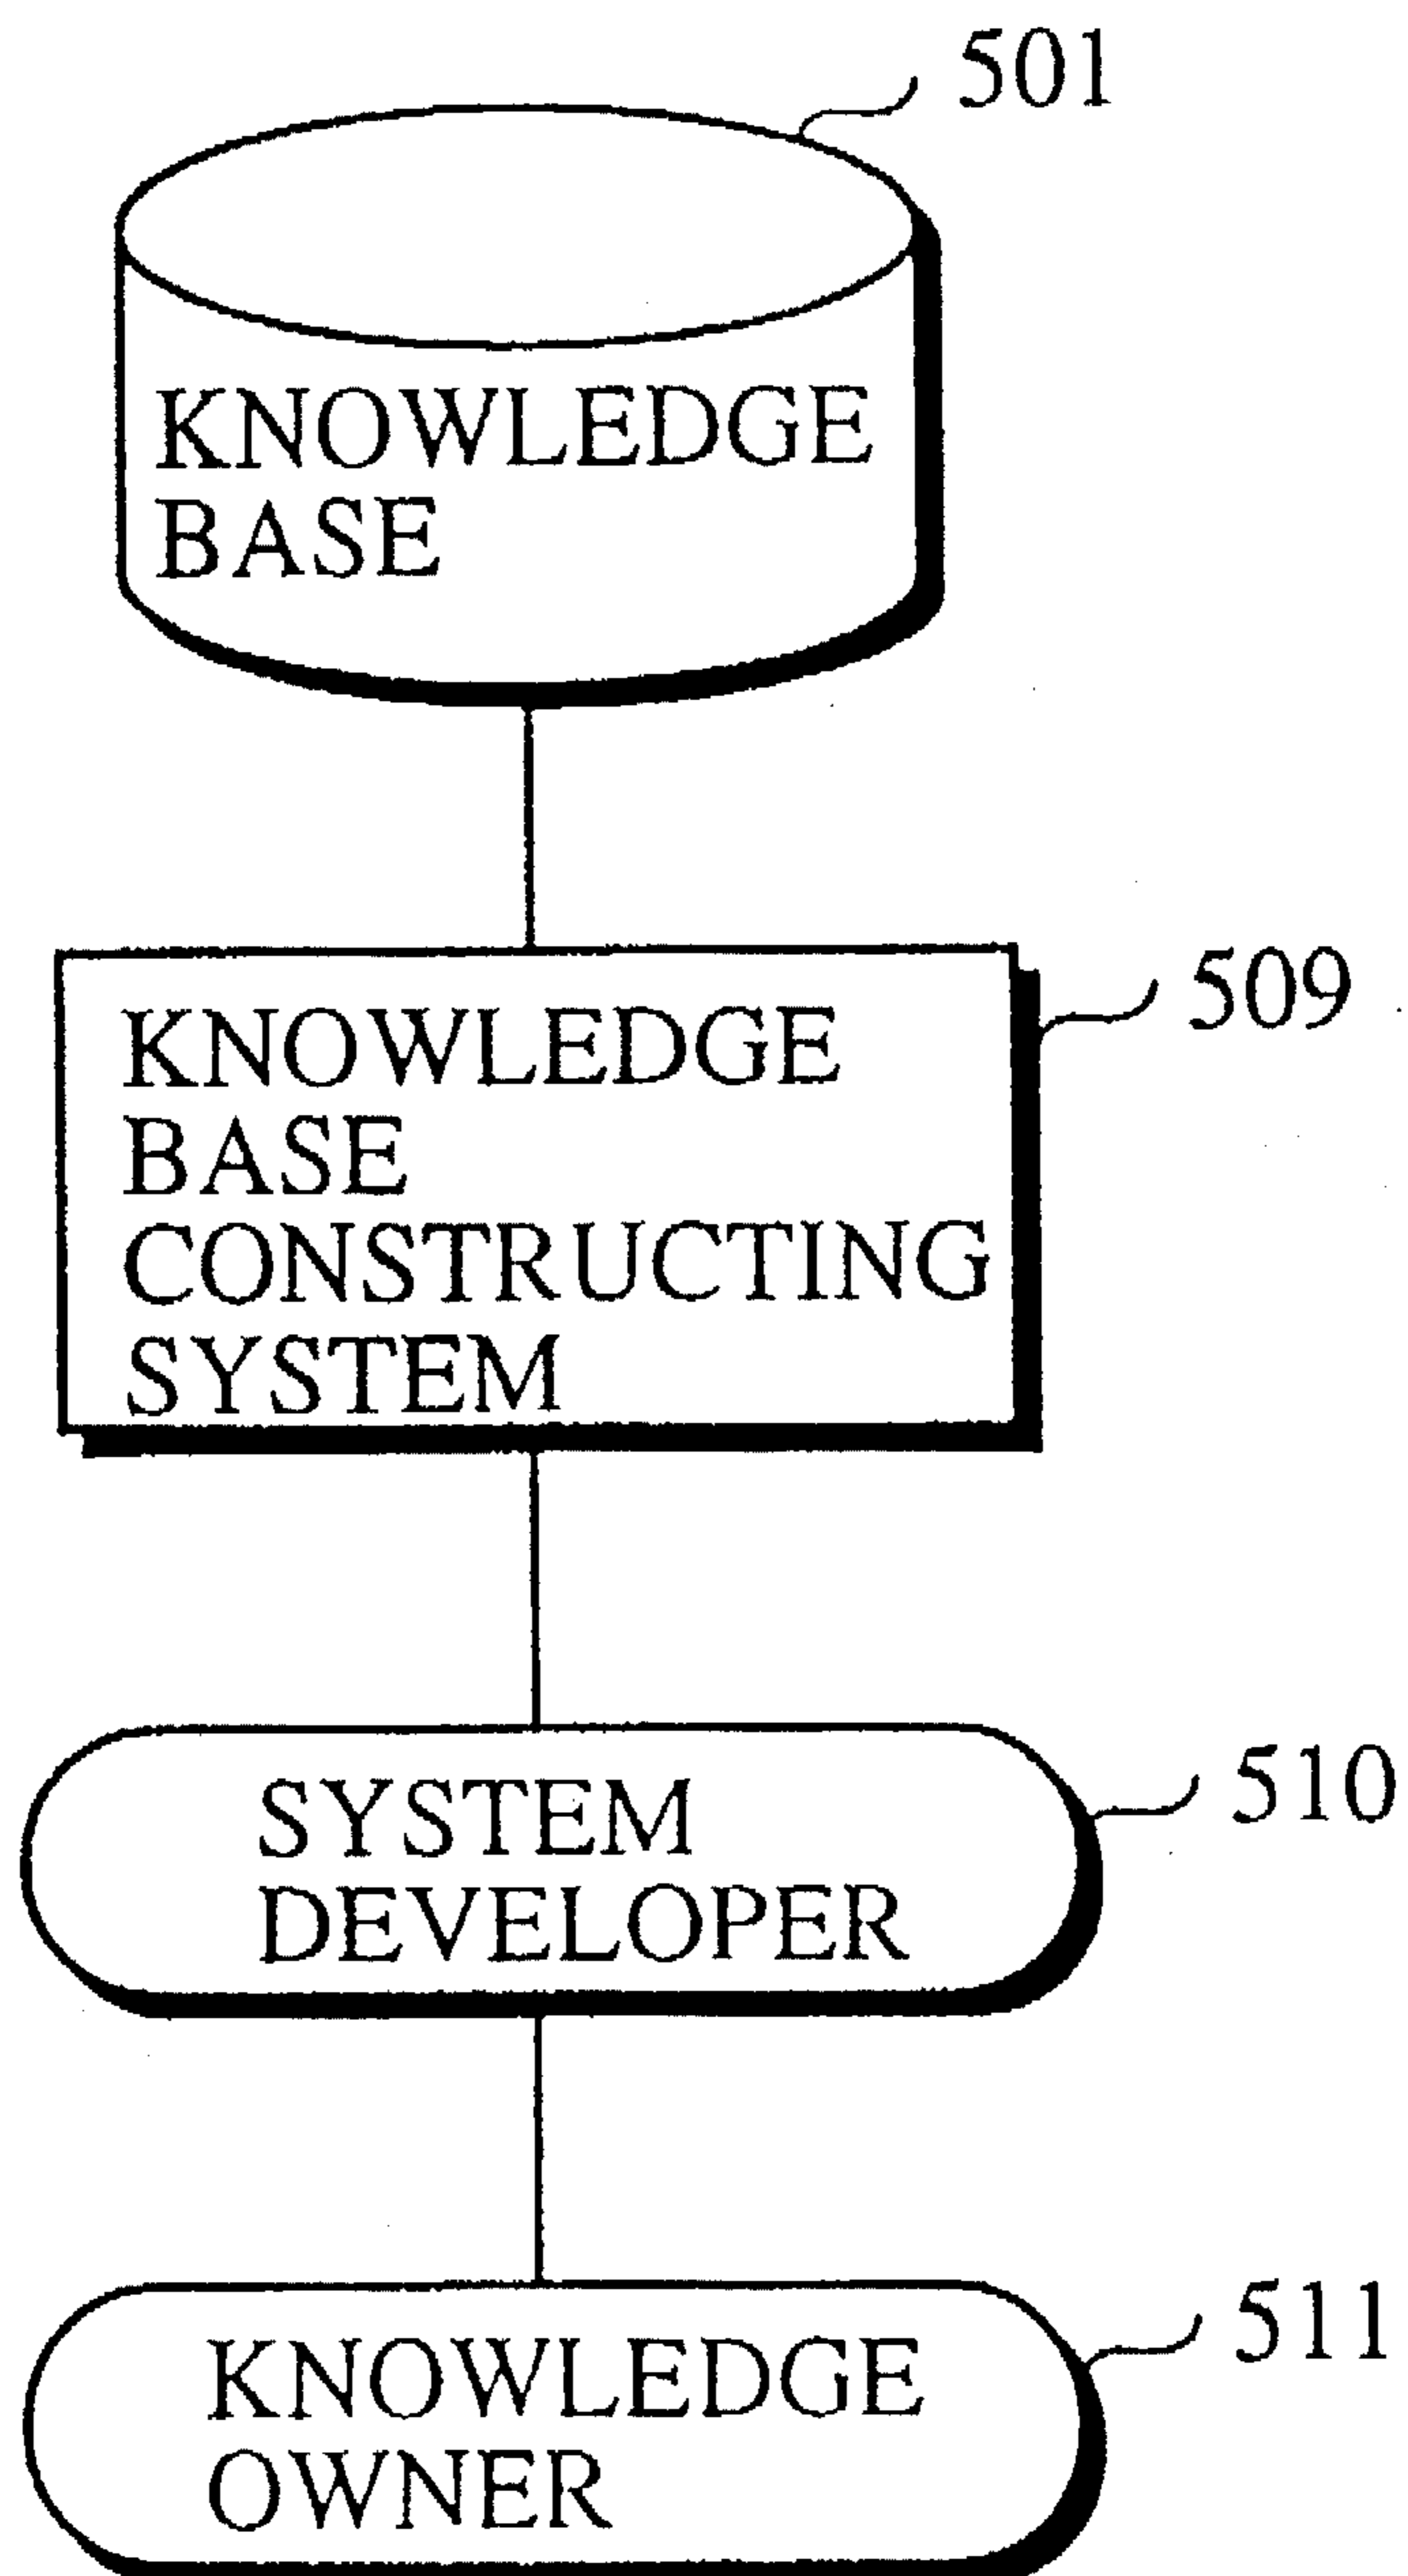 501
KNOWLEDGE
BASE
509
KNOWLEDGE
BASE
CONSTRUCTING
SYSTEM
510
SYSTEM
DEVELOPER
511
KNOWLEDGE
OWNER